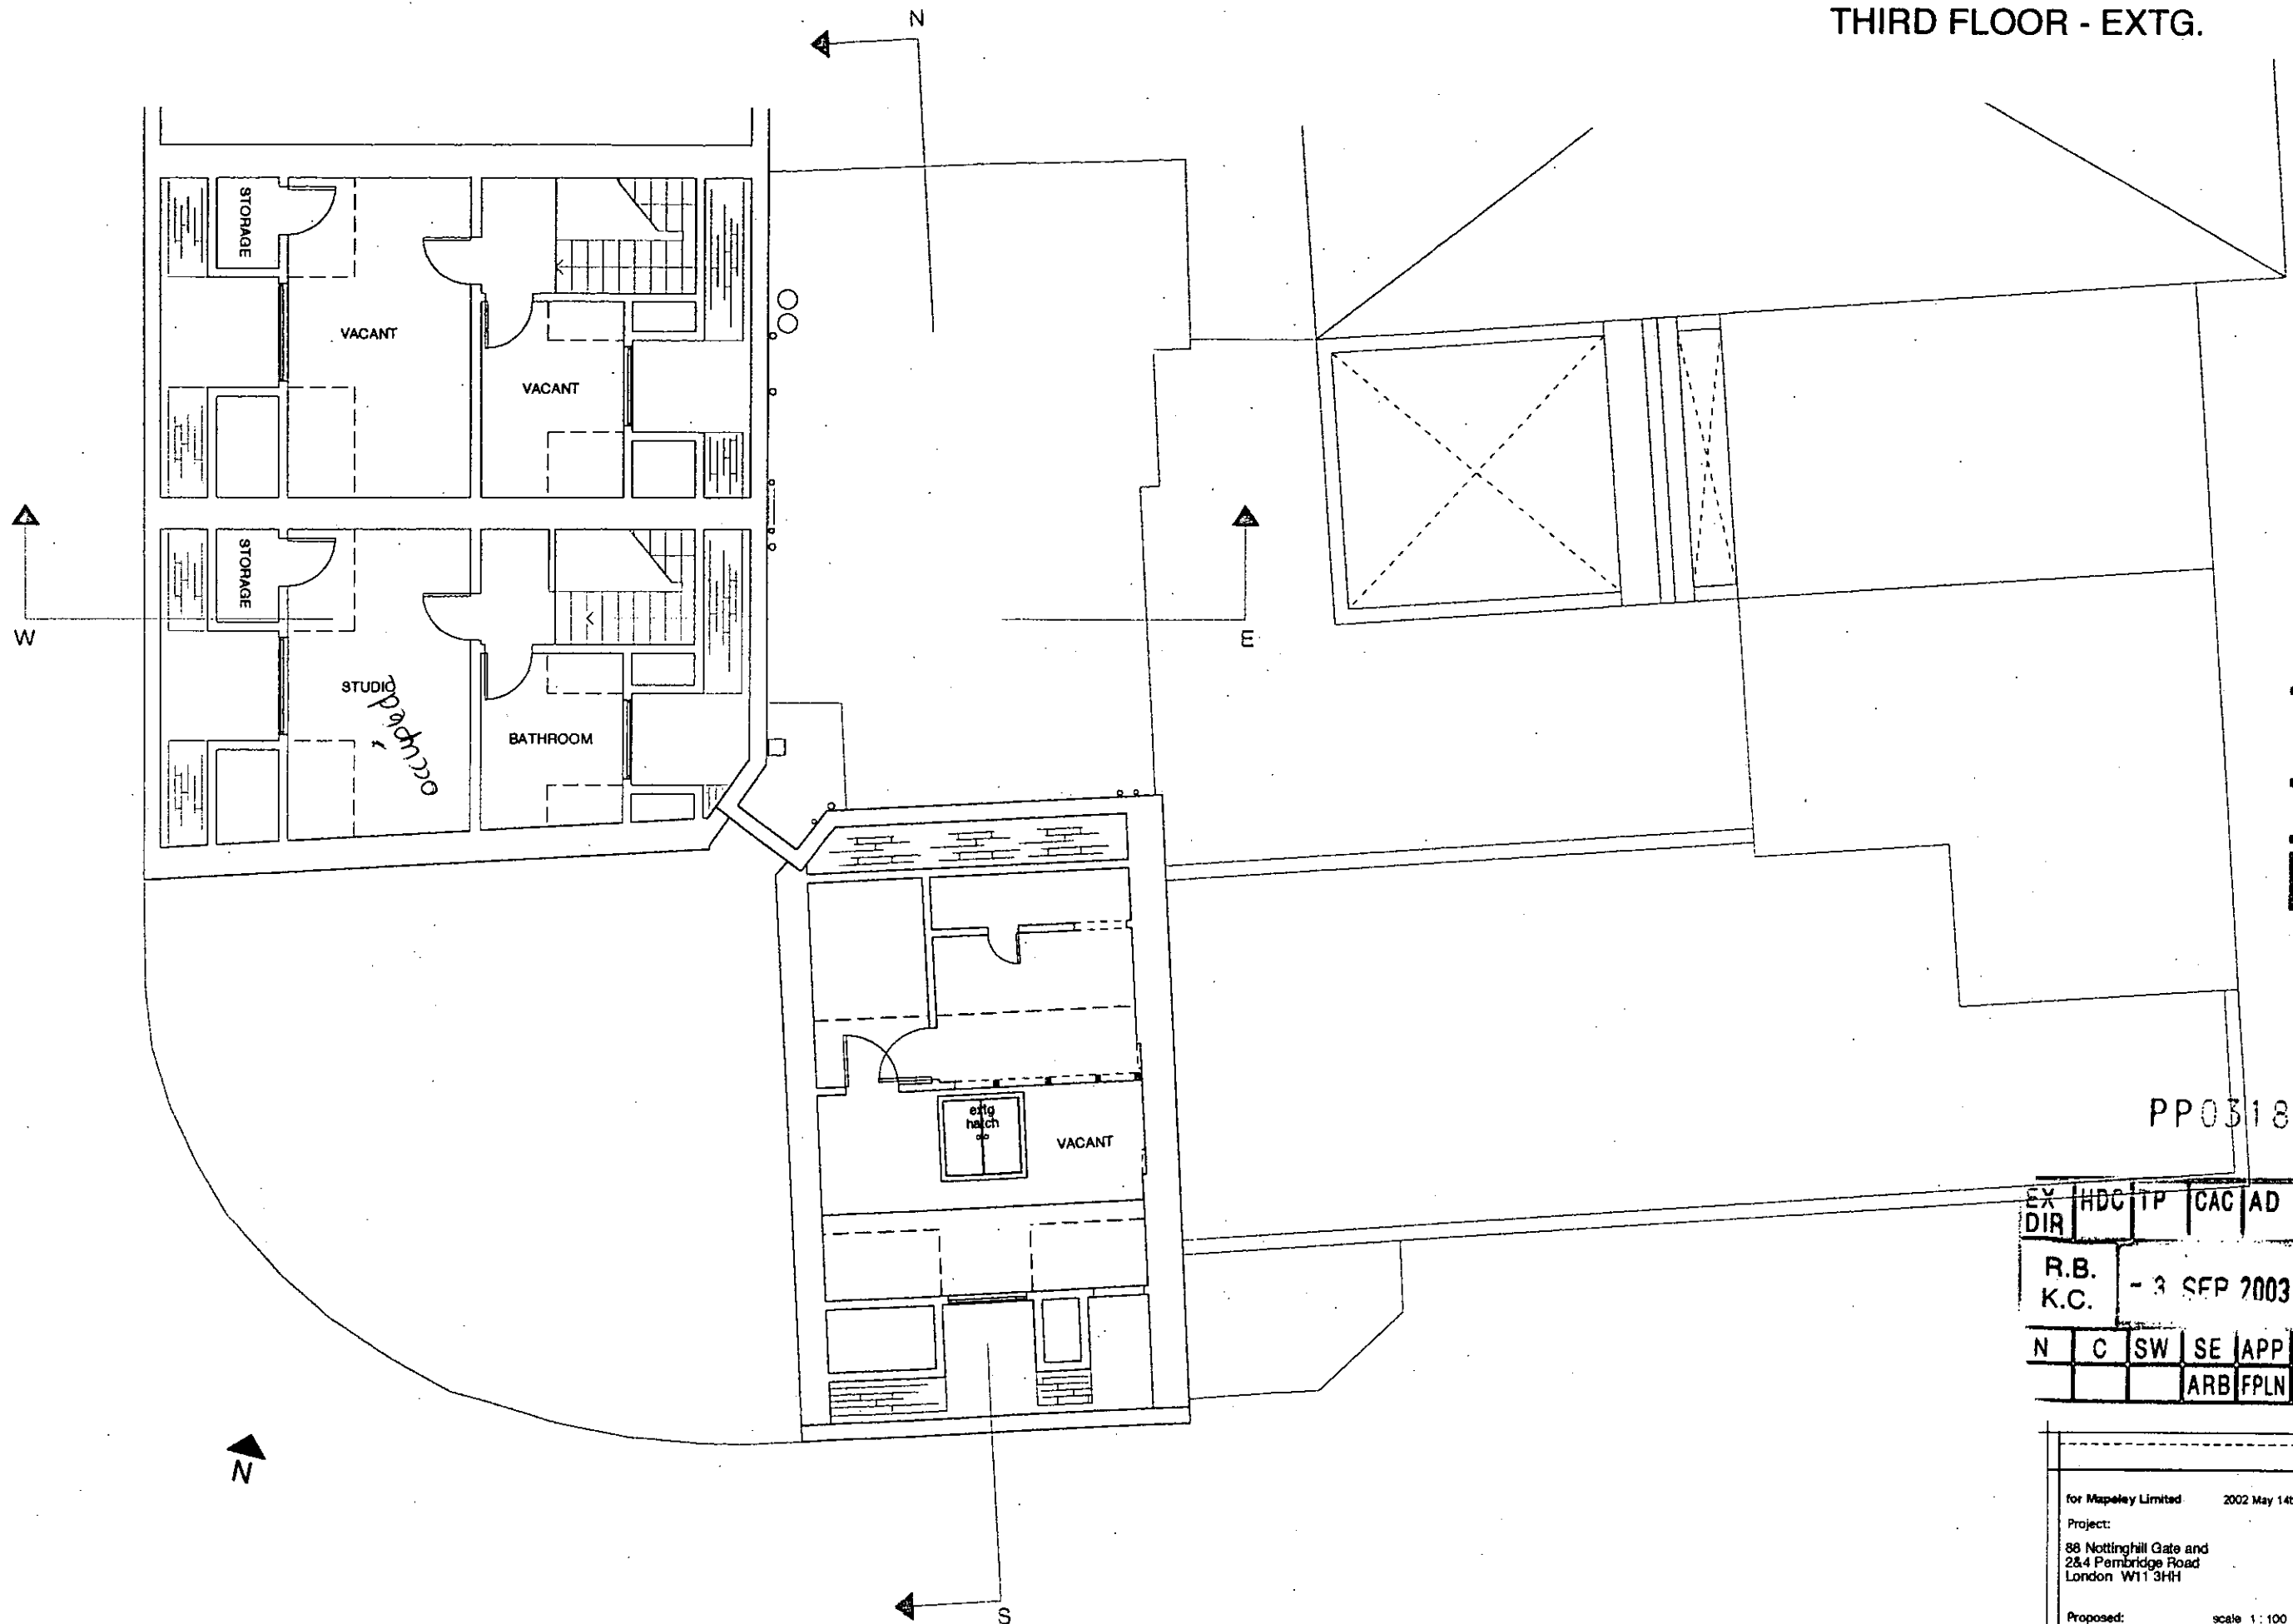 THIRD FLOOR - EXTG.
N
STORAGE
VACANT
VACANT
STORAGE
W
E
STUDIO
occupied
BATHROOM
extg
hatch
VACANT
PP0318
EX DIR HDC TP CAC AD
R.B.
K.C.
- 3 SEP 2003
N C SW SE APP
ARB FPLN
N
S
for Mapeley Limited 2002 May 14t
Project:
88 Nottinghill Gate and
2&4 Pembridge Road
London W11 3HH
Proposed: scale 1 : 100